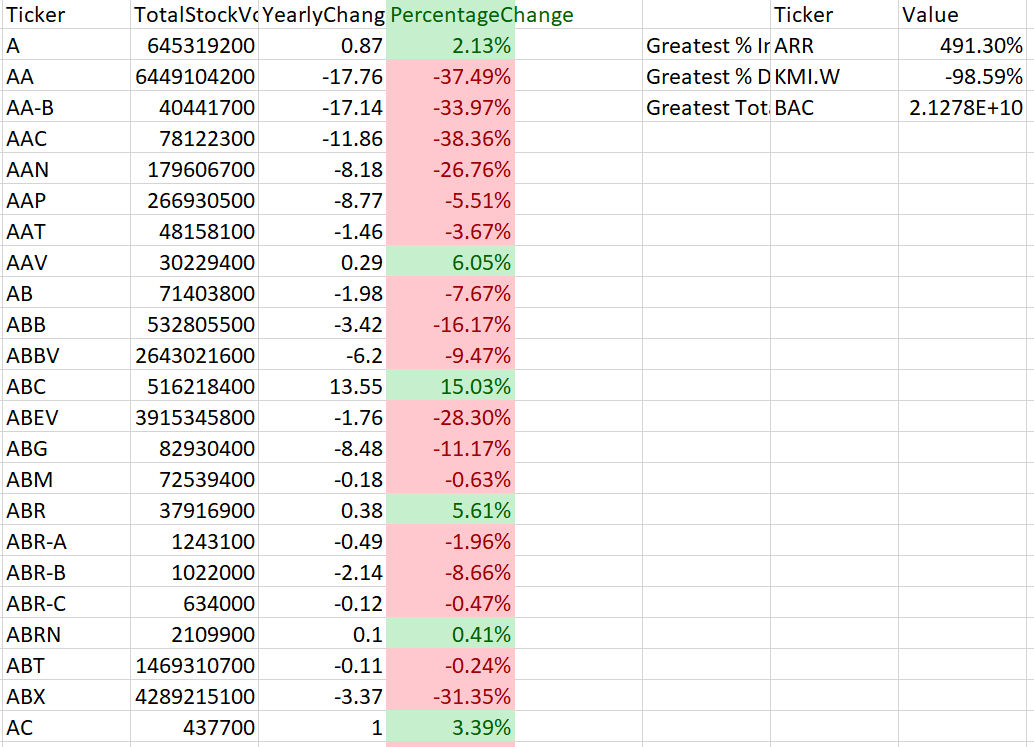 Ticker TotalStockVo YearlyChang PercentageChange Ticker Value
A 645319200 0.87 2.13% Greatest % In ARR 491.30%
AA 6449104200 -17.76 -37.49% Greatest % D KMI.W -98.59%
AA-B 40441700 -17.14 -33.97% Greatest Tota BAC 2.1278E+10
AAC 78122300 -11.86 -38.36%
AAN 179606700 -8.18 -26.76%
AAP 266930500 -8.77 -5.51%
AAT 48158100 -1.46 -3.67%
AAV 30229400 0.29 6.05%
AB 71403800 -1.98 -7.67%
ABB 532805500 -3.42 -16.17%
ABBV 2643021600 -6.2 -9.47%
ABC 516218400 13.55 15.03%
ABEV 3915345800 -1.76 -28.30%
ABG 82930400 -8.48 -11.17%
ABM 72539400 -0.18 -0.63%
ABR 37916900 0.38 5.61%
ABR-A 1243100 -0.49 -1.96%
ABR-B 1022000 -2.14 -8.66%
ABR-C 634000 -0.12 -0.47%
ABRN 2109900 0.1 0.41%
ABT 1469310700 -0.11 -0.24%
ABX 4289215100 -3.37 -31.35%
AC 437700 1 3.39%